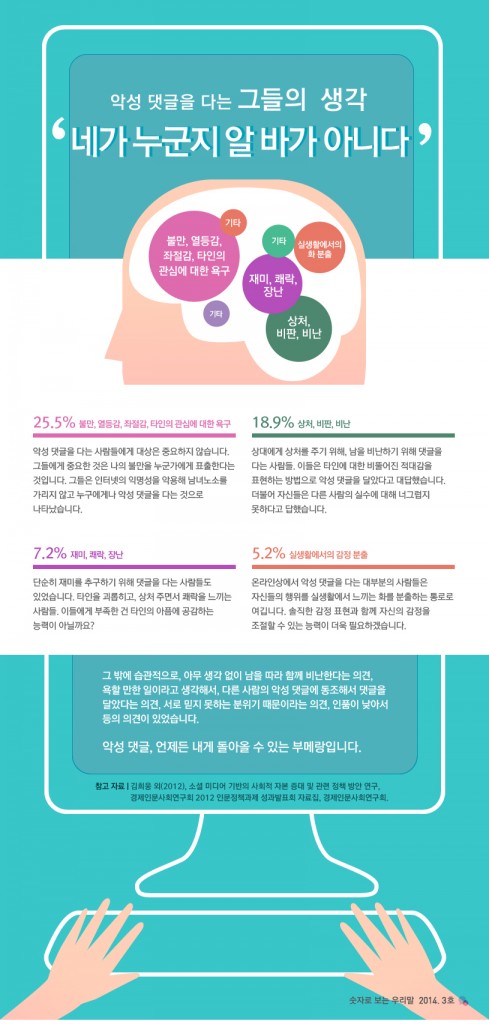 악성 댓글을 다는 그들의 생각
‘네가 누군지 알 바가 아니다’
기타
불만, 열등감,
좌절감, 타인의
관심에 대한 욕구
기타
실생활에서의
화 분출
재미, 쾌락,
장난
기타
상처,
비판, 비난
25.5% 불만, 열등감, 좌절감, 타인의 관심에 대한 욕구
악성 댓글을 다는 사람들에게 대상은 중요하지 않습니다.
그들에게 중요한 것은 나의 불만을 누군가에게 표출한다는
것입니다. 그들은 인터넷의 익명성을 악용해 남녀노소를
가리지 않고 누구에게나 악성 댓글을 다는 것으로
나타났습니다.
18.9% 상처, 비판, 비난
상대에게 상처를 주기 위해, 남을 비난하기 위해 댓글을
다는 사람들. 이들은 타인에 대한 비뚤어진 적대감을
표현하는 방법으로 악성 댓글을 달았다고 대답했습니다.
더불어 자신들은 다른 사람의 실수에 대해 너그럽지
못하다고 답했습니다.
7.2% 재미, 쾌락, 장난
단순히 재미를 추구하기 위해 댓글을 다는 사람들도
있었습니다. 타인을 괴롭히고, 상처 주면서 쾌락을 느끼는
사람들. 이들에게 부족한 건 타인의 아픔에 공감하는
능력이 아닐까요?
5.2% 실생활에서의 감정 분출
온라인상에서 악성 댓글을 다는 대부분의 사람들은
자신들의 행위를 실생활에서 느끼는 화를 분출하는 통로로
여깁니다. 솔직한 감정 표현과 함께 자신의 감정을
조절할 수 있는 능력이 더욱 필요하겠습니다.
그 밖에 습관적으로, 아무 생각 없이 남을 따라 함께 비난한다는 의견,
욕할 만한 일이라고 생각해서, 다른 사람의 악성 댓글에 동조해서 댓글을
달았다는 의견, 서로 믿지 못하는 분위기 때문이라는 의견, 인품이 낮아서
등의 의견이 있었습니다.
악성 댓글, 언제든 내게 돌아올 수 있는 부메랑입니다.
참고 자료 | 김희웅 외(2012), 소셜 미디어 기반의 사회적 자본 증대 및 관련 정책 방안 연구,
경제인문사회연구회 2012 인문정책과제 성과발표회 자료집, 경제인문사회연구회.
숫자로 보는 우리말 2014. 3호